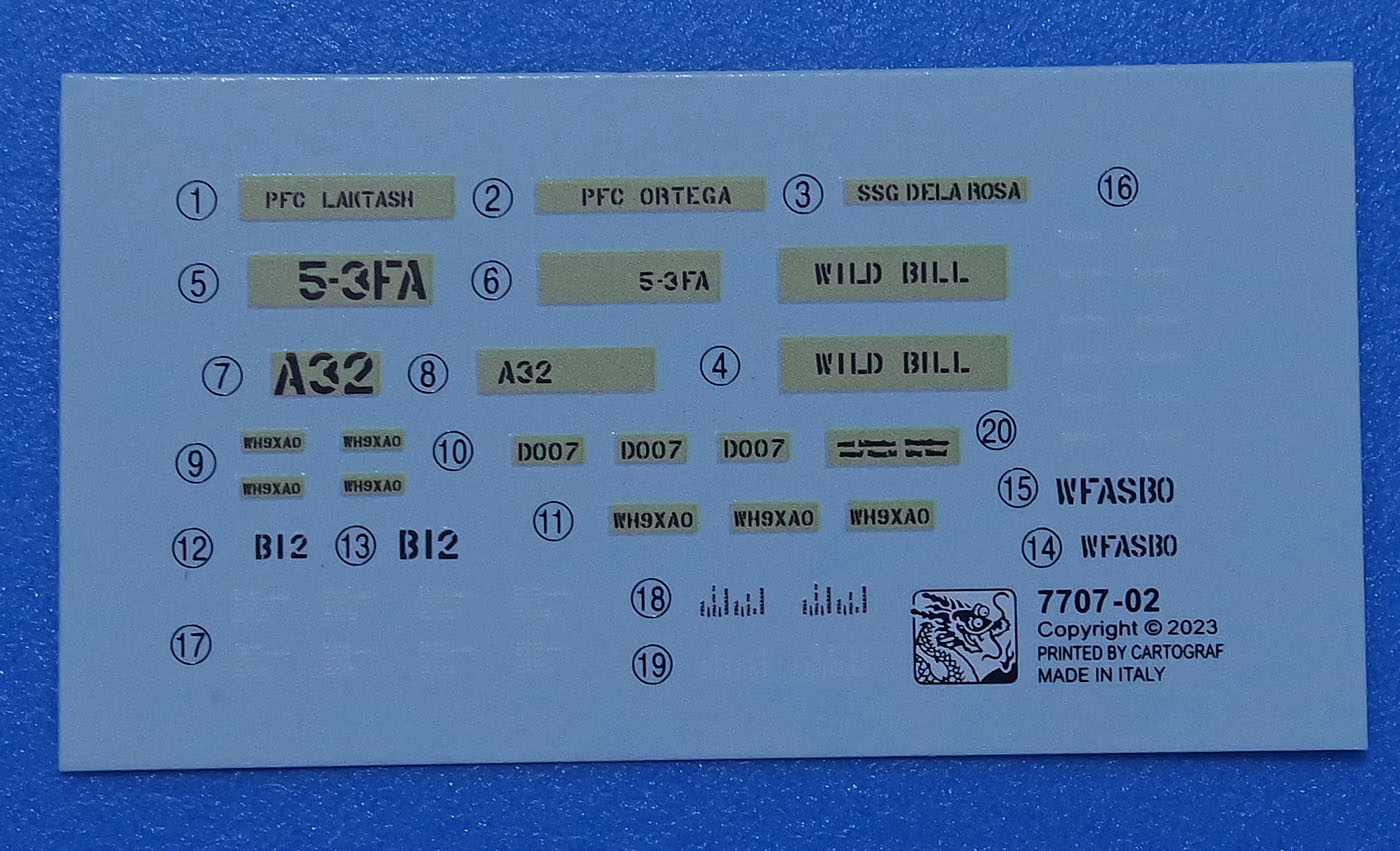 1 PFC LAKTASH 2 PFC ORTEGA 3 SSG DELA ROSA 16
5 5-3FA 6 5-3FA WILD BILL
7 A32 8 A32 4 WILD BILL
9 WH9XA0 WH9XA0 10 D007 D007 D007 20
WH9XA0 WH9XA0 15 WFASB0
11 WH9XA0 WH9XA0 WH9XA0
12 B12 13 B12 14 WFASB0
17 18
19
7707-02
Copyright © 2023
PRINTED BY CARTOGRAF
MADE IN ITALY